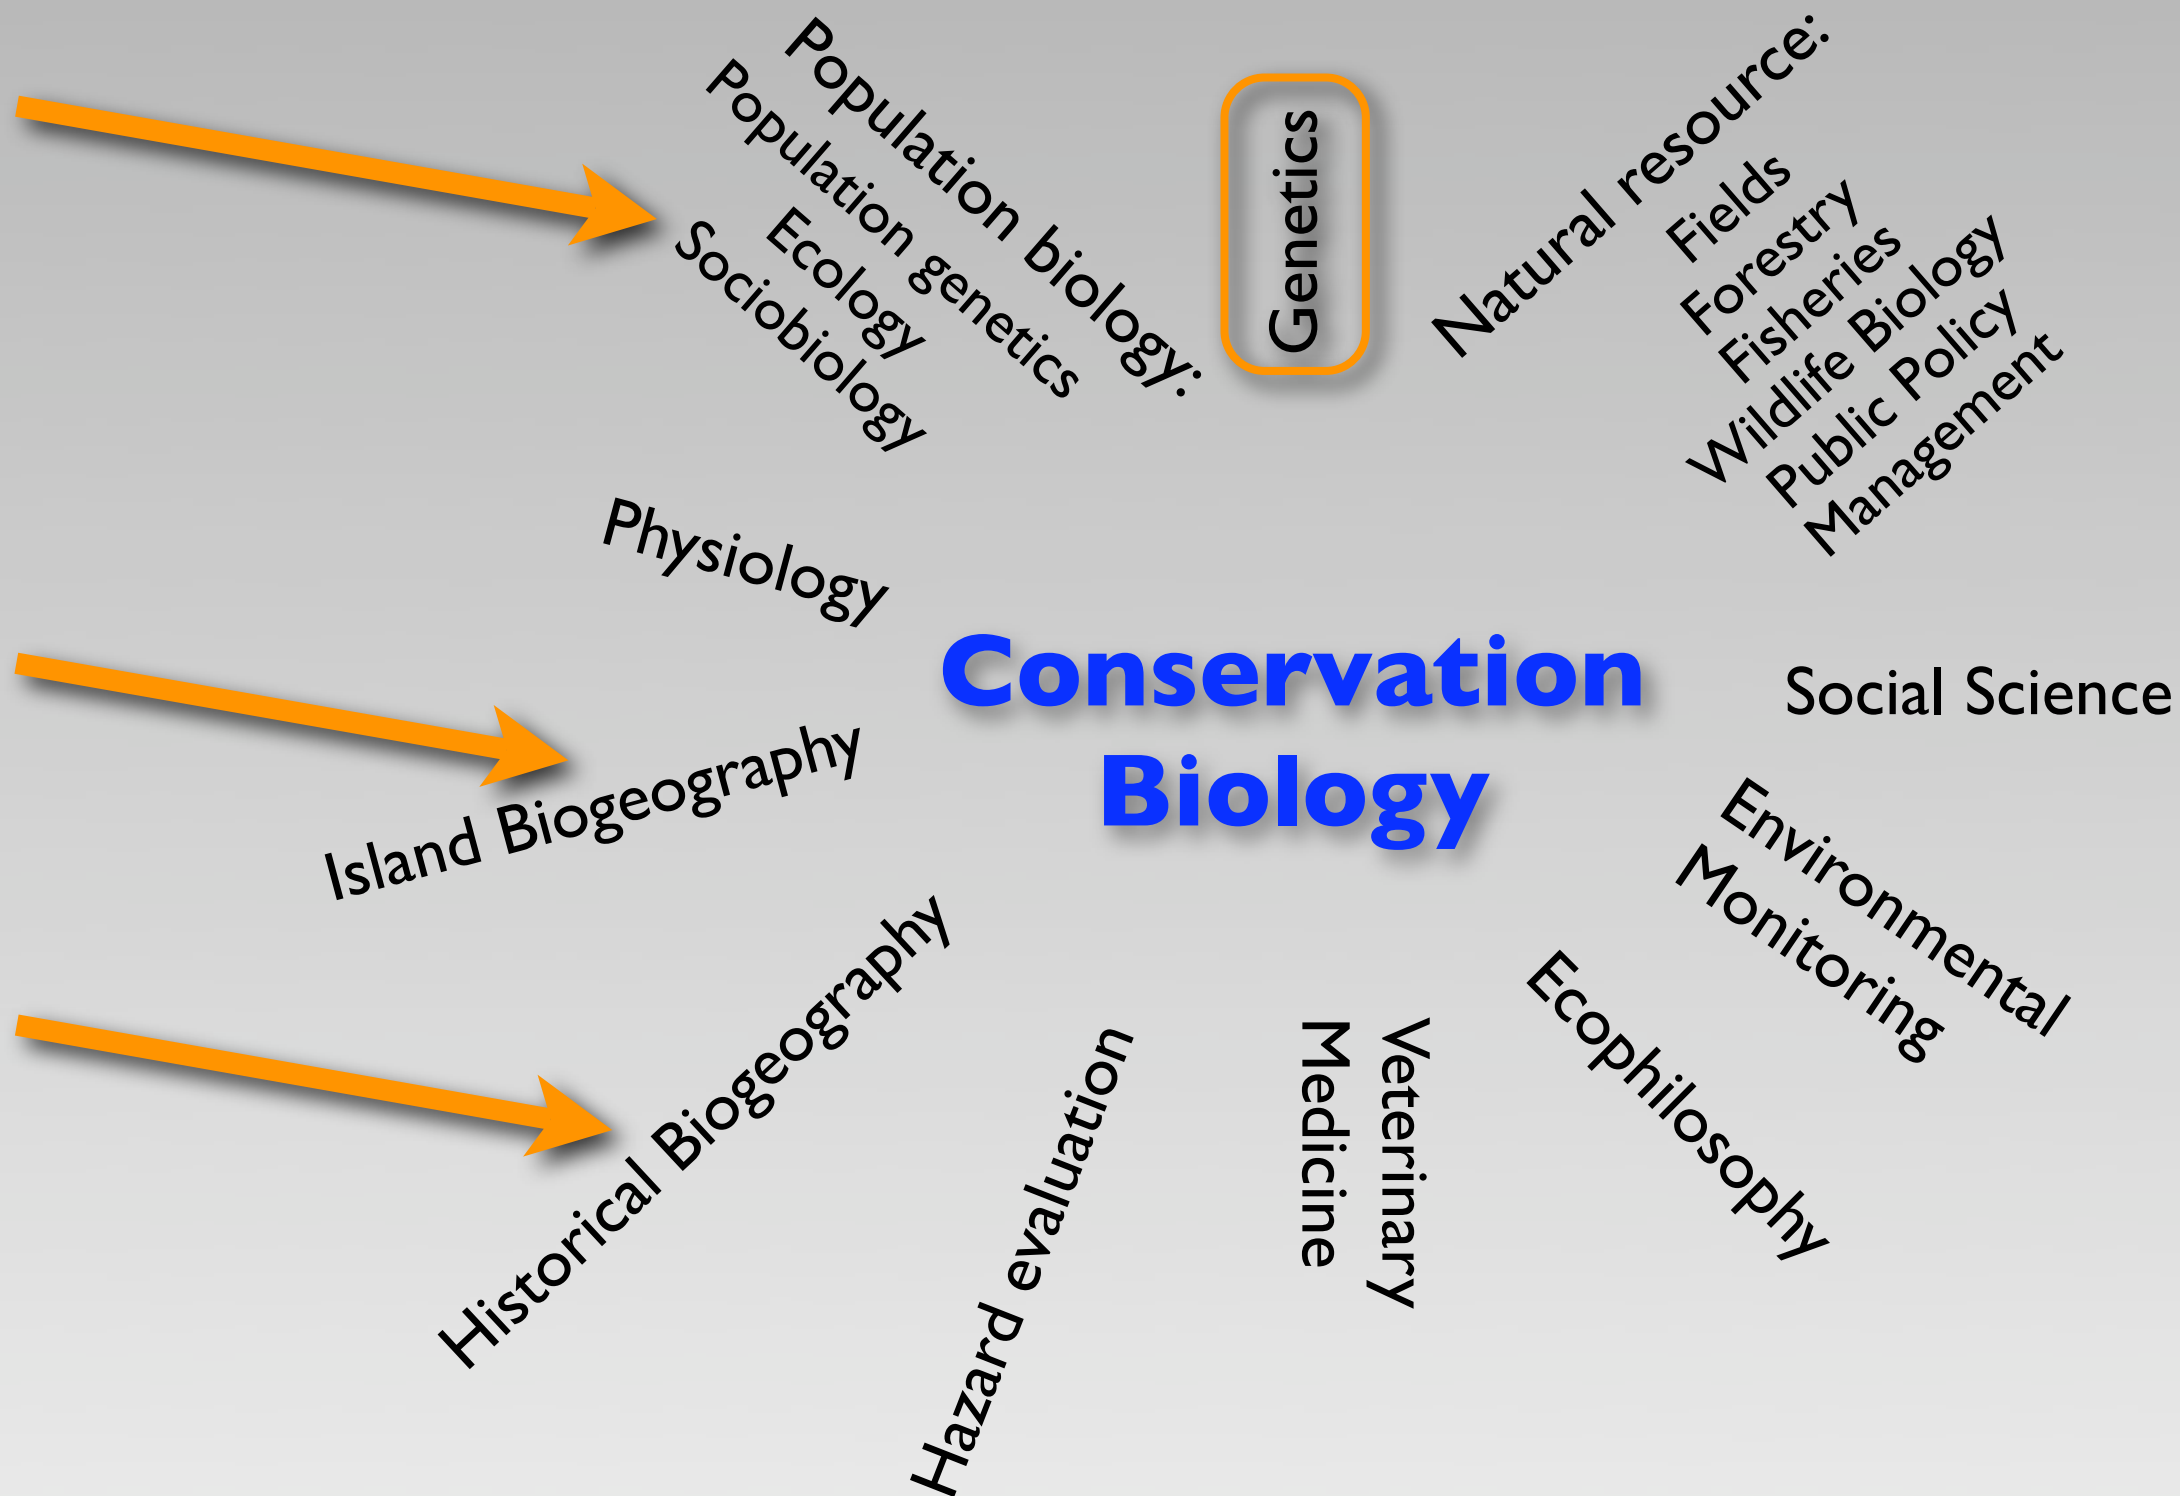 Population biology:
Population genetics
Ecology
Sociobiology
Genetics
Natural resource:
Fields
Forestry
Fisheries
Wildlife Biology
Public Policy
Management
Physiology
Conservation
Biology
Social Science
Island Biogeography
Environmental
Monitoring
Historical Biogeography
Hazard evaluation
Veterinary
Medicine
Ecophilosophy